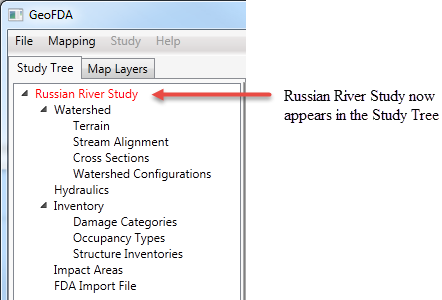 GeoFDA
File Mapping Study Help
Study Tree Map Layers
Russian River Study
Russian River Study now
appears in the Study Tree
Watershed
Terrain
Stream Alignment
Cross Sections
Watershed Configurations
Hydraulics
Inventory
Damage Categories
Occupancy Types
Structure Inventories
Impact Areas
FDA Import File